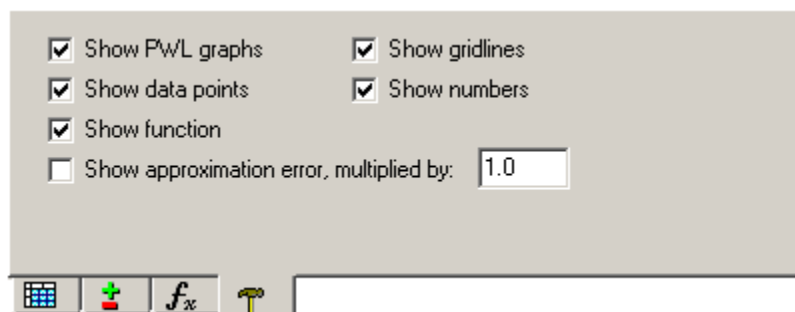 Show PWL graphs
Show gridlines
Show data points
Show numbers
Show function
Show approximation error, multiplied by: 1.0
fx